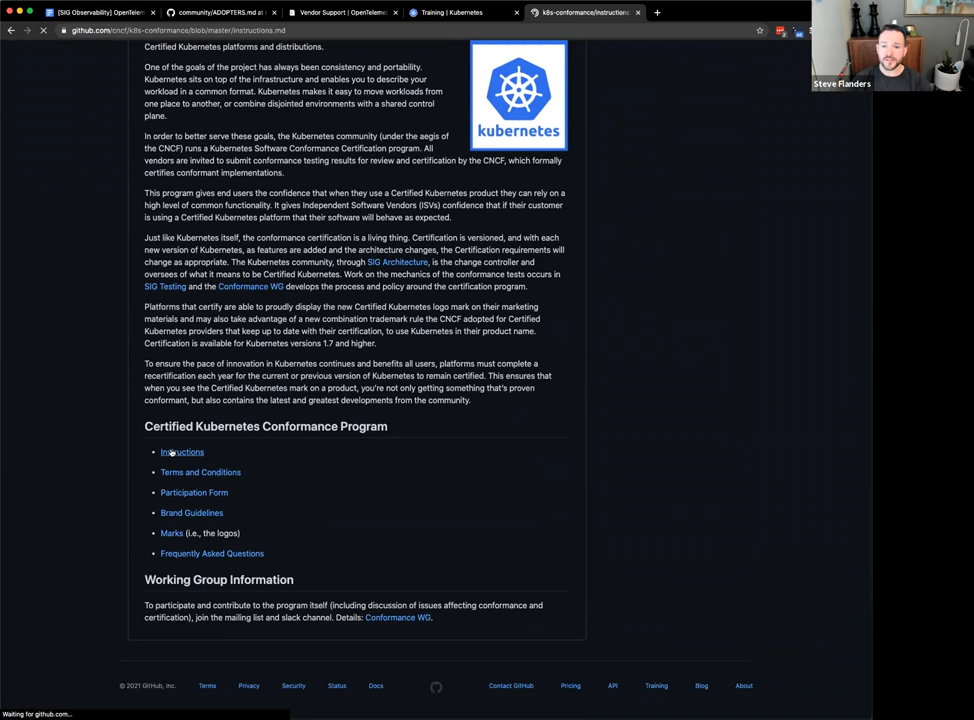 [SIG Observability] OpenTelem
community/ADOPTERS.md at
Vendor Support | OpenTeleme
Training | Kubernetes
k8s-conformance/instructions
github.com/cncf/k8s-conformance/blob/master/instructions.md
Steve Flanders
Certified Kubernetes platforms and distributions.
One of the goals of the project has always been consistency and portability.
Kubernetes sits on top of the infrastructure and enables you to describe your
workload in a common format. Kubernetes makes it easy to move workloads
from one place to another, or combine disjointed environments with a shared control
plane.
kubernetes
In order to better serve these goals, the Kubernetes community (under the aegis of
the CNCF) runs a Kubernetes Software Conformance Certification program. All
vendors are invited to submit conformance testing results for review and certification by the CNCF, which formally
certifies conformant implementations.
This program gives end users the confidence that when they use a Certified Kubernetes product they can rely on a
high level of common functionality. It gives Independent Software Vendors (ISVs) confidence that if their customer
is using a Certified Kubernetes platform that their software will behave as expected.
Just like Kubernetes itself, the conformance certification is a living thing. Certification is versioned, and with each
new version of Kubernetes, as features are added and the architecture changes, the Certification requirements will
change as appropriate. The Kubernetes community, through SIG Architecture, is the change controller and
oversees of what it means to be Certified Kubernetes. Work on the mechanics of the conformance tests occurs in
SIG Testing and the Conformance WG develops the process and policy around the certification program.
Platforms that certify are able to proudly display the new Certified Kubernetes logo mark on their marketing
materials and may also take advantage of a new combination trademark rule the CNCF adopted for Certified
Kubernetes providers that keep up to date with their certification, to use Kubernetes in their product name.
Certification is available for Kubernetes versions 1.7 and higher.
To ensure the pace of innovation in Kubernetes continues and benefits all users, platforms must complete a
recertification each year for the current or previous version of Kubernetes to remain certified. This ensures that
when you see the Certified Kubernetes mark on a product, you're not only getting something that's proven
conformant, but also contains the latest and greatest developments from the community.
Certified Kubernetes Conformance Program
• Instructions
• Terms and Conditions
• Participation Form
• Brand Guidelines
• Marks (i.e., the logos)
• Frequently Asked Questions
Working Group Information
To participate and contribute to the program itself (including discussion of issues affecting conformance and
certification), join the mailing list and slack channel. Details: Conformance WG.
© 2021 GitHub, Inc. Terms Privacy Security Status Docs Contact GitHub Pricing API Training Blog About
Waiting for github.com...